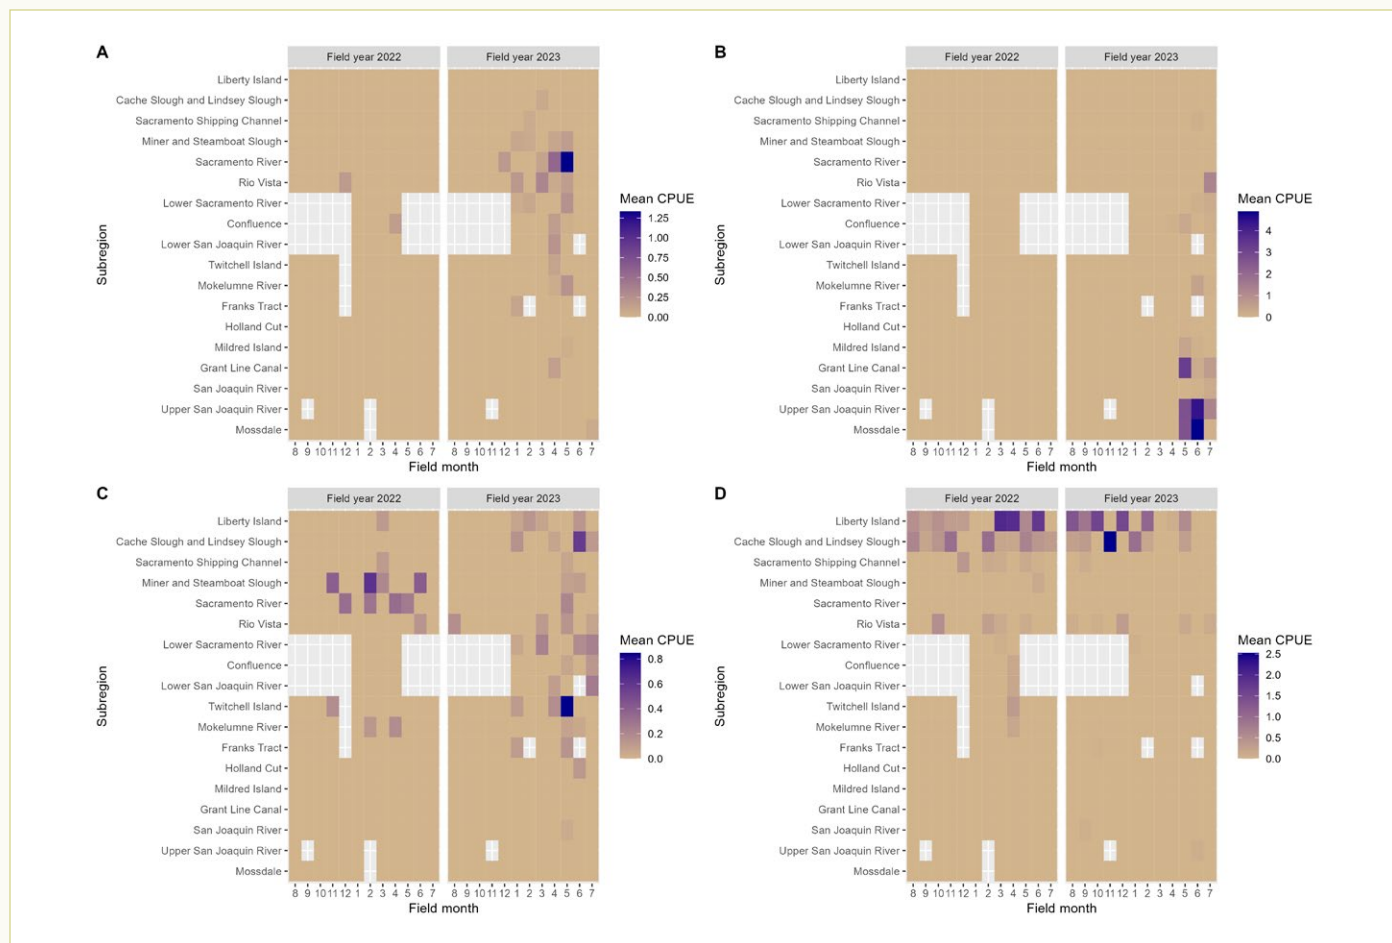 A
Field year 2022 Field year 2023
Liberty Island
Cache Slough and Lindsey Slough
Sacramento Shipping Channel
Miner and Steamboat Slough
Sacramento River
Rio Vista
Lower Sacramento River
Confluence
Lower San Joaquin River
Twitchell Island
Mokelumne River
Franks Tract
Holland Cut
Mildred Island
Grant Line Canal
San Joaquin River
Upper San Joaquin River
Mossdale
Subregion
8 9 10 11 12 1 2 3 4 5 6 7 8 9 10 11 12 1 2 3 4 5 6 7
Field month
Mean CPUE
1.25
1.00
0.75
0.50
0.25
0.00
B
Field year 2022 Field year 2023
Liberty Island
Cache Slough and Lindsey Slough
Sacramento Shipping Channel
Miner and Steamboat Slough
Sacramento River
Rio Vista
Lower Sacramento River
Confluence
Lower San Joaquin River
Twitchell Island
Mokelumne River
Franks Tract
Holland Cut
Mildred Island
Grant Line Canal
San Joaquin River
Upper San Joaquin River
Mossdale
Subregion
8 9 10 11 12 1 2 3 4 5 6 7 8 9 10 11 12 1 2 3 4 5 6 7
Field month
Mean CPUE
4
3
2
1
0
C
Field year 2022 Field year 2023
Liberty Island
Cache Slough and Lindsey Slough
Sacramento Shipping Channel
Miner and Steamboat Slough
Sacramento River
Rio Vista
Lower Sacramento River
Confluence
Lower San Joaquin River
Twitchell Island
Mokelumne River
Franks Tract
Holland Cut
Mildred Island
Grant Line Canal
San Joaquin River
Upper San Joaquin River
Mossdale
Subregion
8 9 10 11 12 1 2 3 4 5 6 7 8 9 10 11 12 1 2 3 4 5 6 7
Field month
Mean CPUE
0.8
0.6
0.4
0.2
0.0
D
Field year 2022 Field year 2023
Liberty Island
Cache Slough and Lindsey Slough
Sacramento Shipping Channel
Miner and Steamboat Slough
Sacramento River
Rio Vista
Lower Sacramento River
Confluence
Lower San Joaquin River
Twitchell Island
Mokelumne River
Franks Tract
Holland Cut
Mildred Island
Grant Line Canal
San Joaquin River
Upper San Joaquin River
Mossdale
Subregion
8 9 10 11 12 1 2 3 4 5 6 7 8 9 10 11 12 1 2 3 4 5 6 7
Field month
Mean CPUE
2.5
2.0
1.5
1.0
0.5
0.0